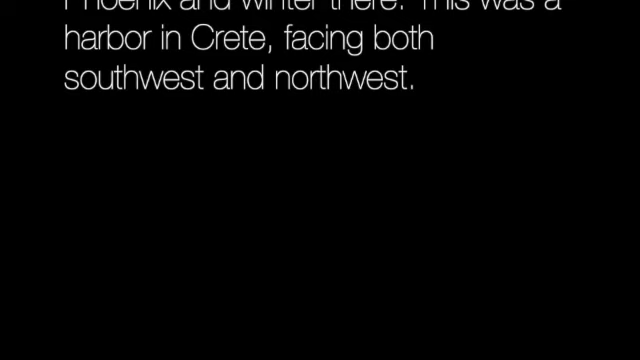 Phoenix and winter there. This was a
harbor in Crete, facing both
southwest and northwest.